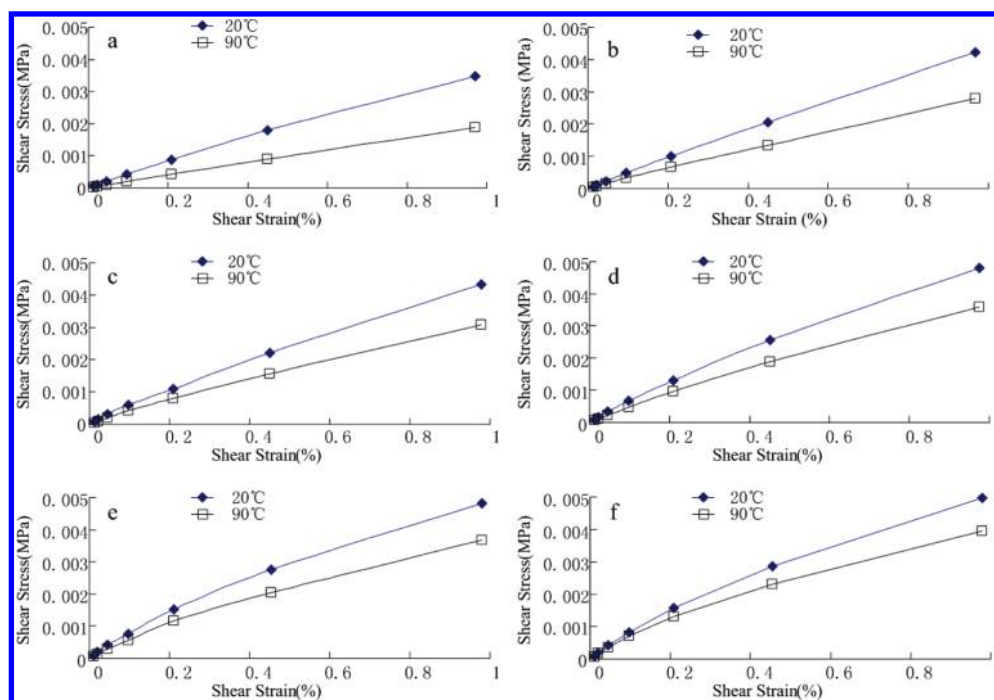 0. 005
0. 004
0. 003
0. 002
0. 001
0
Shear Stress(MPa)
a
20℃
90℃
0 0. 2 0. 4 0. 6 0. 8 1
Shear Strain(%)
0. 005
0. 004
0. 003
0. 002
0. 001
0
Shear Stress (MPa)
b
20℃
90℃
0 0. 2 0. 4 0. 6 0. 8
Shear Strain (%)
0. 005
0. 004
0. 003
0. 002
0. 001
0
Shear Stress(MPa)
c
20℃
90℃
0 0. 2 0. 4 0. 6 0. 8 1
Shear Strain(%)
0. 005
0. 004
0. 003
0. 002
0. 001
0
Shear Stress(MPa)
d
20℃
90℃
0 0. 2 0. 4 0. 6 0. 8
Shear Strain(%)
0. 005
0. 004
0. 003
0. 002
0. 001
0
Shear Stress(MPa)
e
20℃
90℃
0 0. 2 0. 4 0. 6 0. 8 1
Shear Strain(%)
0. 005
0. 004
0. 003
0. 002
0. 001
0
Shear Stress(MPa)
f
20℃
90℃
0 0. 2 0. 4 0. 6 0. 8
Shear Strain(%)